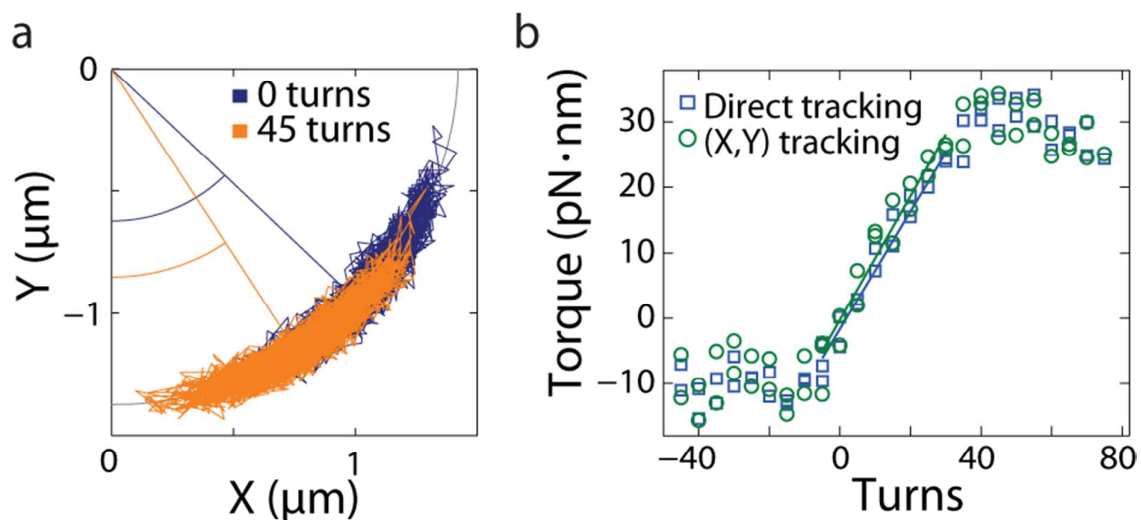 a
0
0 turns
45 turns
Y (μm)
−1
0
1
X (μm)
b
Torque (pN·nm)
30
20
10
0
−10
Direct tracking
(X,Y) tracking
−40
0
40
80
Turns